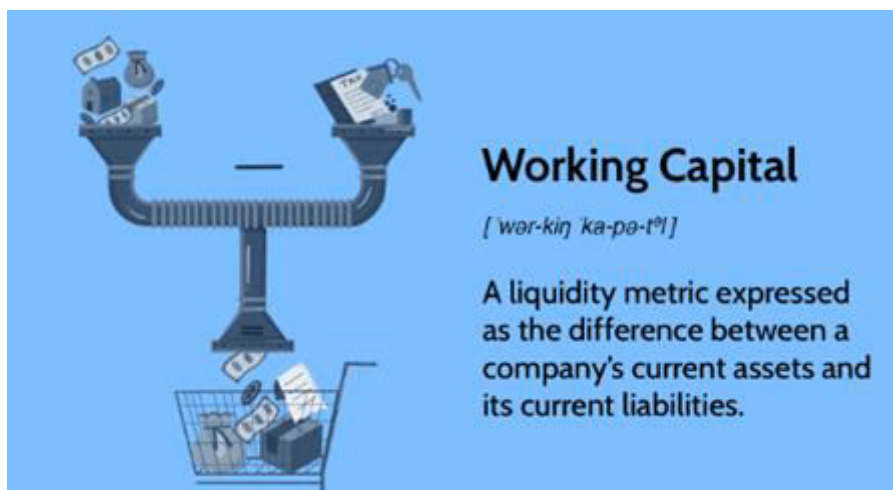 TAX
Working Capital
[ ˈwər-kiŋ ˈka-pə-tᵊl ]
A liquidity metric expressed
as the difference between a
company's current assets and
its current liabilities.